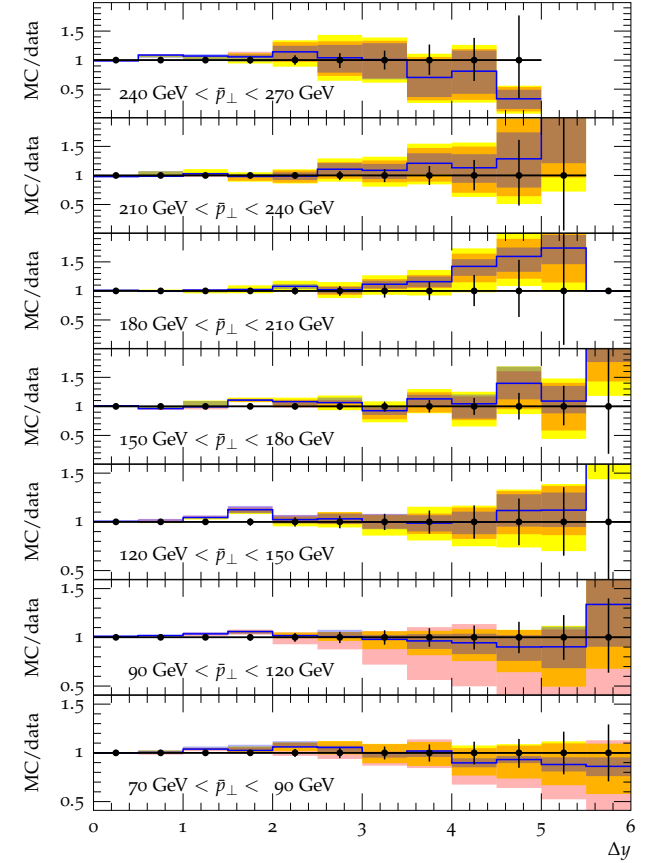 MC/data
1.5
1
0.5
240 GeV < p̄⊥ < 270 GeV
MC/data
1.5
1
0.5
210 GeV < p̄⊥ < 240 GeV
MC/data
1.5
1
0.5
180 GeV < p̄⊥ < 210 GeV
MC/data
1.5
1
0.5
150 GeV < p̄⊥ < 180 GeV
MC/data
1.5
1
0.5
120 GeV < p̄⊥ < 150 GeV
MC/data
1.5
1
0.5
90 GeV < p̄⊥ < 120 GeV
MC/data
1.5
1
0.5
70 GeV < p̄⊥ < 90 GeV
0 1 2 3 4 5 6
Δy